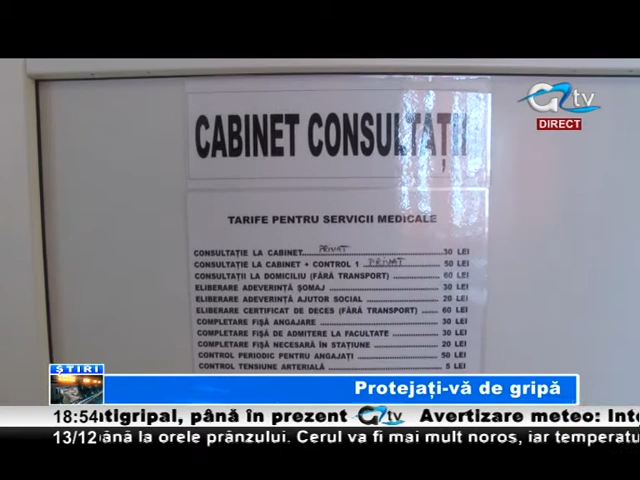 G2tv
DIRECT
CABINET CONSULTAȚII
TARIFE PENTRU SERVICII MEDICALE
CONSULTAȚIE LA CABINET PRIVAT 30 LEI
CONSULTAȚIE LA CABINET + CONTROL 1 PRIVAT 50 LEI
CONSULTAȚII LA DOMICILIU (FĂRĂ TRANSPORT) 60 LEI
ELIBERARE ADEVERINȚĂ ȘOMAJ 30 LEI
ELIBERARE ADEVERINȚĂ AJUTOR SOCIAL 20 LEI
ELIBERARE CERTIFICAT DE DECES (FĂRĂ TRANSPORT) 60 LEI
COMPLETARE FIȘĂ ANGAJARE 30 LEI
COMPLETARE FIȘĂ DE ADMITERE LA FACULTATE 30 LEI
COMPLETARE FIȘĂ NECESARĂ ÎN STAȚIUNE 20 LEI
CONTROL PERIODIC PENTRU ANGAJAȚI 50 LEI
CONTROL TENSIUNE ARTERIALĂ 5 LEI
ȘTIRI
Protejați-vă de gripă
18:54 tigripal, până în prezent G2tv Avertizare meteo: Int
13/12 ână la orele prânzului. Cerul va fi mai mult noros, iar temperatu